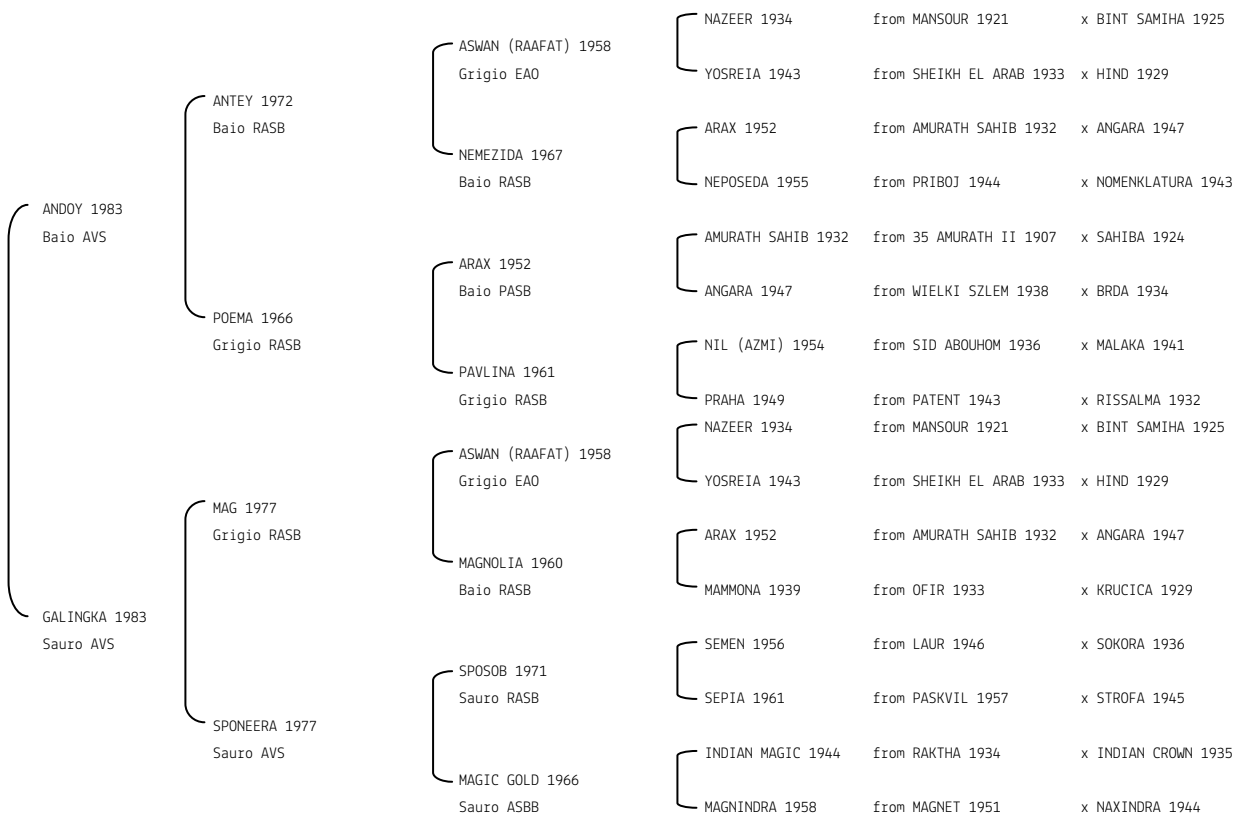 NAZEER 1934 from MANSOUR 1921 x BINT SAMIHA 1925
ASWAN (RAAFAT) 1958
Grigio EAO
YOSREIA 1943 from SHEIKH EL ARAB 1933 x HIND 1929
ANTEY 1972
Baio RASB
ARAX 1952 from AMURATH SAHIB 1932 x ANGARA 1947
NEMEZIDA 1967
Baio RASB
NEPOSEDA 1955 from PRIBOJ 1944 x NOMENKLATURA 1943
ANDOY 1983
Baio AVS
AMURATH SAHIB 1932 from 35 AMURATH II 1907 x SAHIBA 1924
ARAX 1952
Baio PASB
ANGARA 1947 from WIELKI SZLEM 1938 x BRDA 1934
POEMA 1966
Grigio RASB
NIL (AZMI) 1954 from SID ABOUHOM 1936 x MALAKA 1941
PAVLINA 1961
Grigio RASB
PRAHA 1949 from PATENT 1943 x RISSALMA 1932
NAZEER 1934 from MANSOUR 1921 x BINT SAMIHA 1925
ASWAN (RAAFAT) 1958
Grigio EAO
YOSREIA 1943 from SHEIKH EL ARAB 1933 x HIND 1929
MAG 1977
Grigio RASB
ARAX 1952 from AMURATH SAHIB 1932 x ANGARA 1947
MAGNOLIA 1960
Baio RASB
MAMMONA 1939 from OFIR 1933 x KRUCICA 1929
GALINGKA 1983
Sauro AVS
SEMEN 1956 from LAUR 1946 x SOKORA 1936
SPOSOB 1971
Sauro RASB
SEPIA 1961 from PASKVIL 1957 x STROFA 1945
SPONEERA 1977
Sauro AVS
INDIAN MAGIC 1944 from RAKTHA 1934 x INDIAN CROWN 1935
MAGIC GOLD 1966
Sauro ASBB
MAGNINDRA 1958 from MAGNET 1951 x NAXINDRA 1944